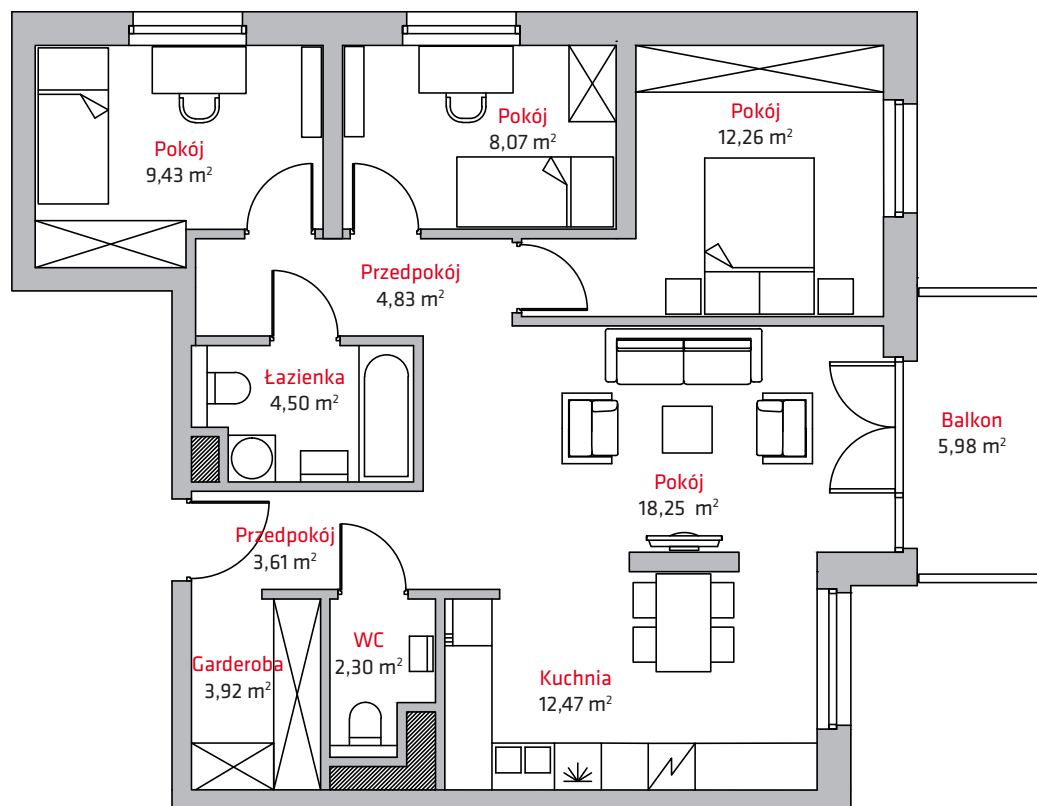 Pokój
9,43 m²
Pokój
8,07 m²
Pokój
12,26 m²
Przedpokój
4,83 m²
Łazienka
4,50 m²
Balkon
5,98 m²
Pokój
18,25 m²
Przedpokój
3,61 m²
WC
2,30 m²
Garderoba
3,92 m²
Kuchnia
12,47 m²